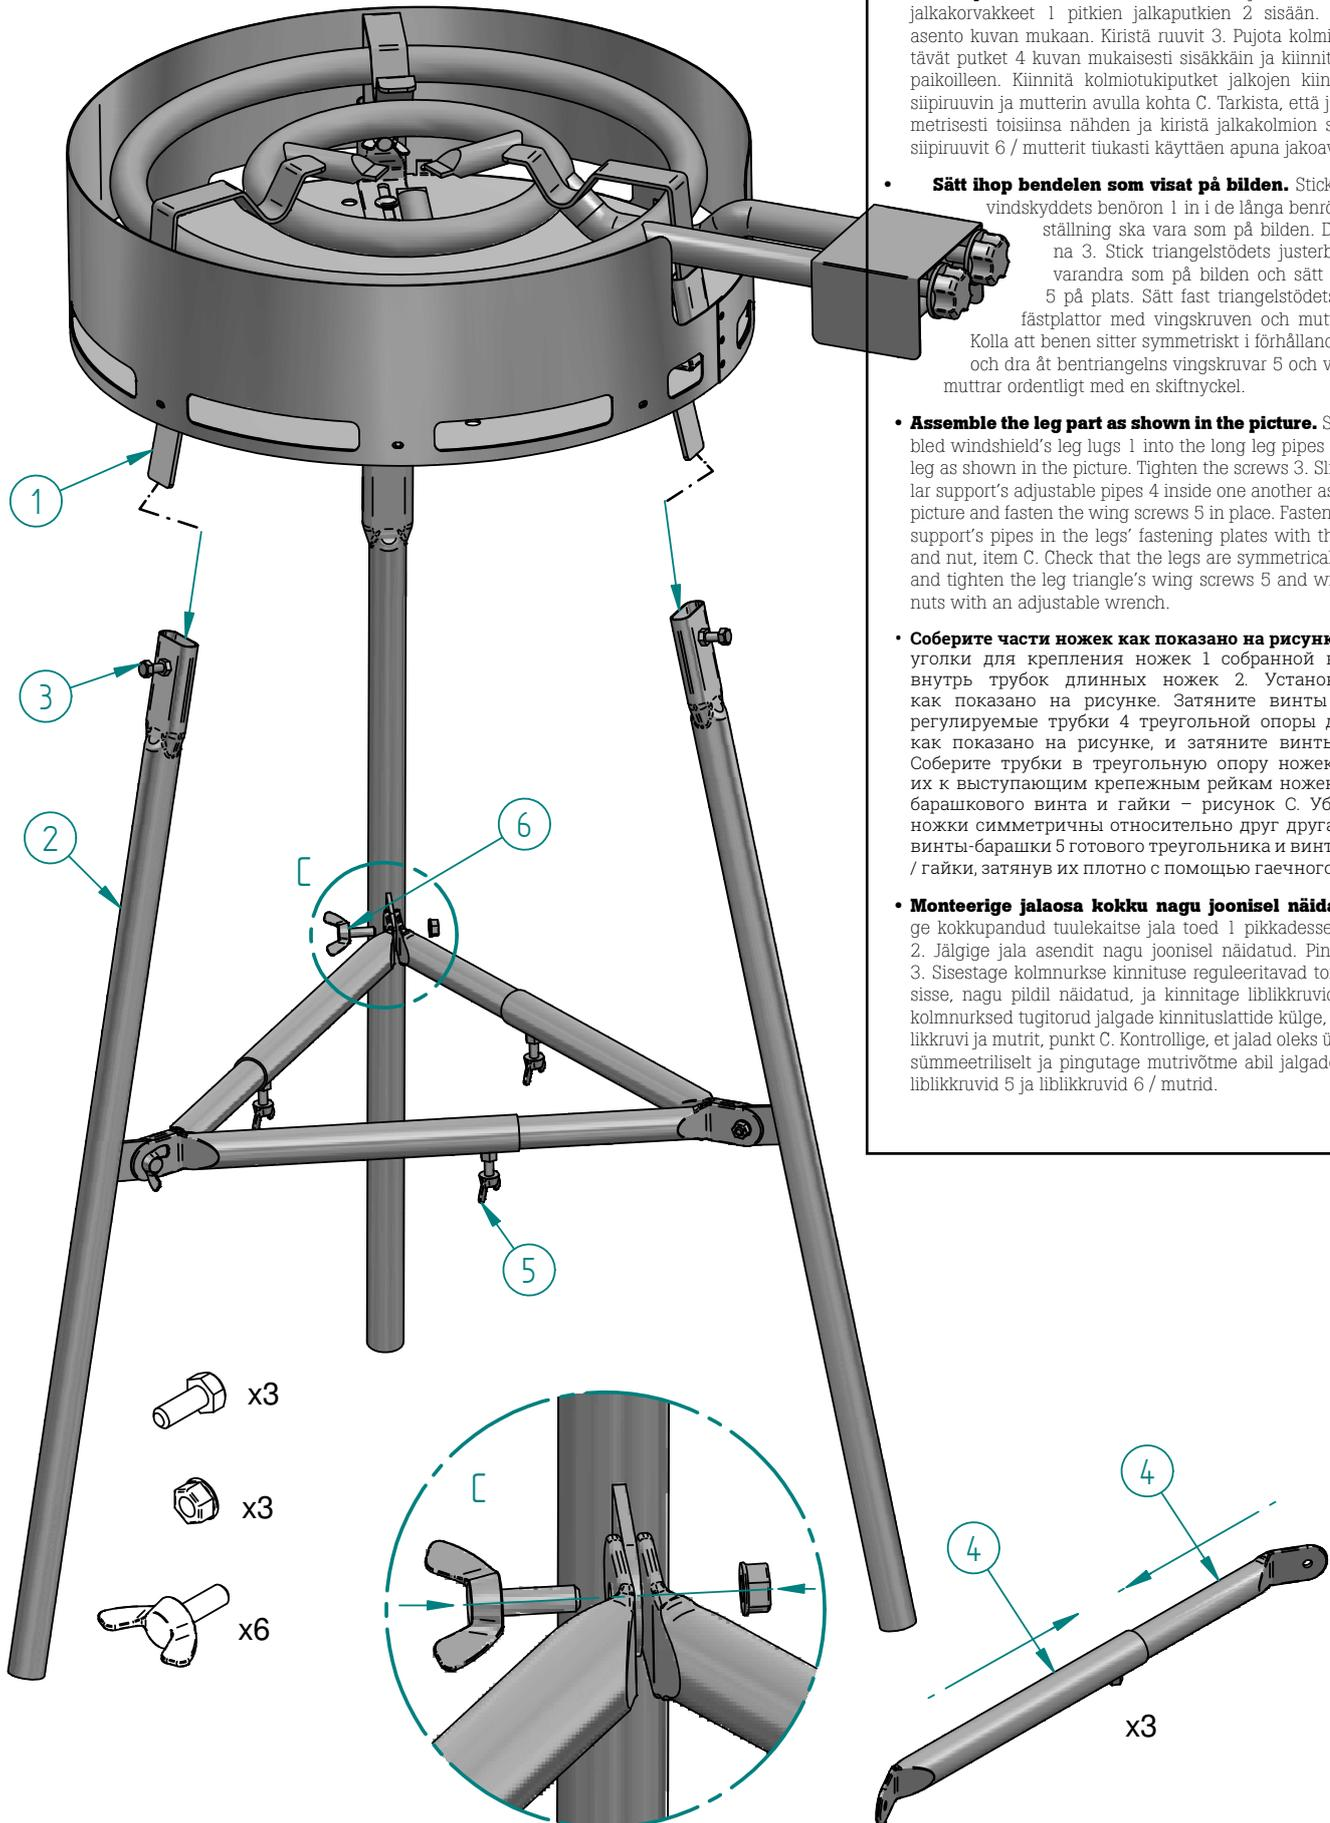 jalkakorvakkeet 1 pitkien jalkaputkien 2 sisään.
asento kuvan mukaan. Kiristä ruuvit 3. Pujota kolmi
tävät putket 4 kuvan mukaisesti sisäkkäin ja kiinnit
paikoilleen. Kiinnitä kolmiotukiputket jalkojen kiin
siipiruuvin ja mutterin avulla kohta C. Tarkista, että j
metrisesti toisiinsa nähden ja kiristä jalkakolmion s
siipiruuvit 6 / mutterit tiukasti käyttäen apuna jakoav
• Sätt ihop bendelen som visat på bilden. Stick
vindskyddets benöron 1 in i de långa benrö
ställning ska vara som på bilden. D
na 3. Stick triangelstödets justerb
varandra som på bilden och sätt
5 på plats. Sätt fast triangelstödets
fästplattor med vingskruven och mut
Kolla att benen sitter symmetriskt i förhålland
och dra åt bentriangelns vingskruvar 5 och v
muttrar ordentligt med en skiftnyckel.
• Assemble the leg part as shown in the picture. S
bled windshield's leg lugs 1 into the long leg pipes
leg as shown in the picture. Tighten the screws 3. Sli
lar support's adjustable pipes 4 inside one another as
picture and fasten the wing screws 5 in place. Fasten
support's pipes in the legs' fastening plates with th
and nut, item C. Check that the legs are symmetrical
and tighten the leg triangle's wing screws 5 and w
nuts with an adjustable wrench.
• Соберите части ножек как показано на рисунк
уголки для крепления ножек 1 собранной
внутрь трубок длинных ножек 2. Установ
как показано на рисунке. Затяните винты
регулируемые трубки 4 треугольной опоры д
как показано на рисунке, и затяните винты
Соберите трубки в треугольную опору ножек
их к выступающим крепежным рейкам ножек
барашкового винта и гайки – рисунок С. Уб
ножки симметричны относительно друг друга
винты-барашки 5 готового треугольника и винт
/ гайки, затянув их плотно с помощью гаечного
• Monteerige jalaosa kokku nagu joonisel näida
ge kokkupandud tuulekaitse jala toed 1 pikkadesse
2. Jälgige jala asendit nagu joonisel näidatud. Pin
3. Sisestage kolmnurkse kinnituse reguleeritavad to
sisse, nagu pildil näidatud, ja kinnitage liblikkruvid
kolmnurksed tugitorud jalgade kinnituslattide külge,
likkruvi ja mutrit, punkt C. Kontrollige, et jalad oleks ü
sümmeetriliselt ja pingutage mutrivõtme abil jalgade
liblikkruvid 5 ja liblikkruvid 6 / mutrid.
1
3
2
6
C
5
x3
x3
x6
C
4
4
x3